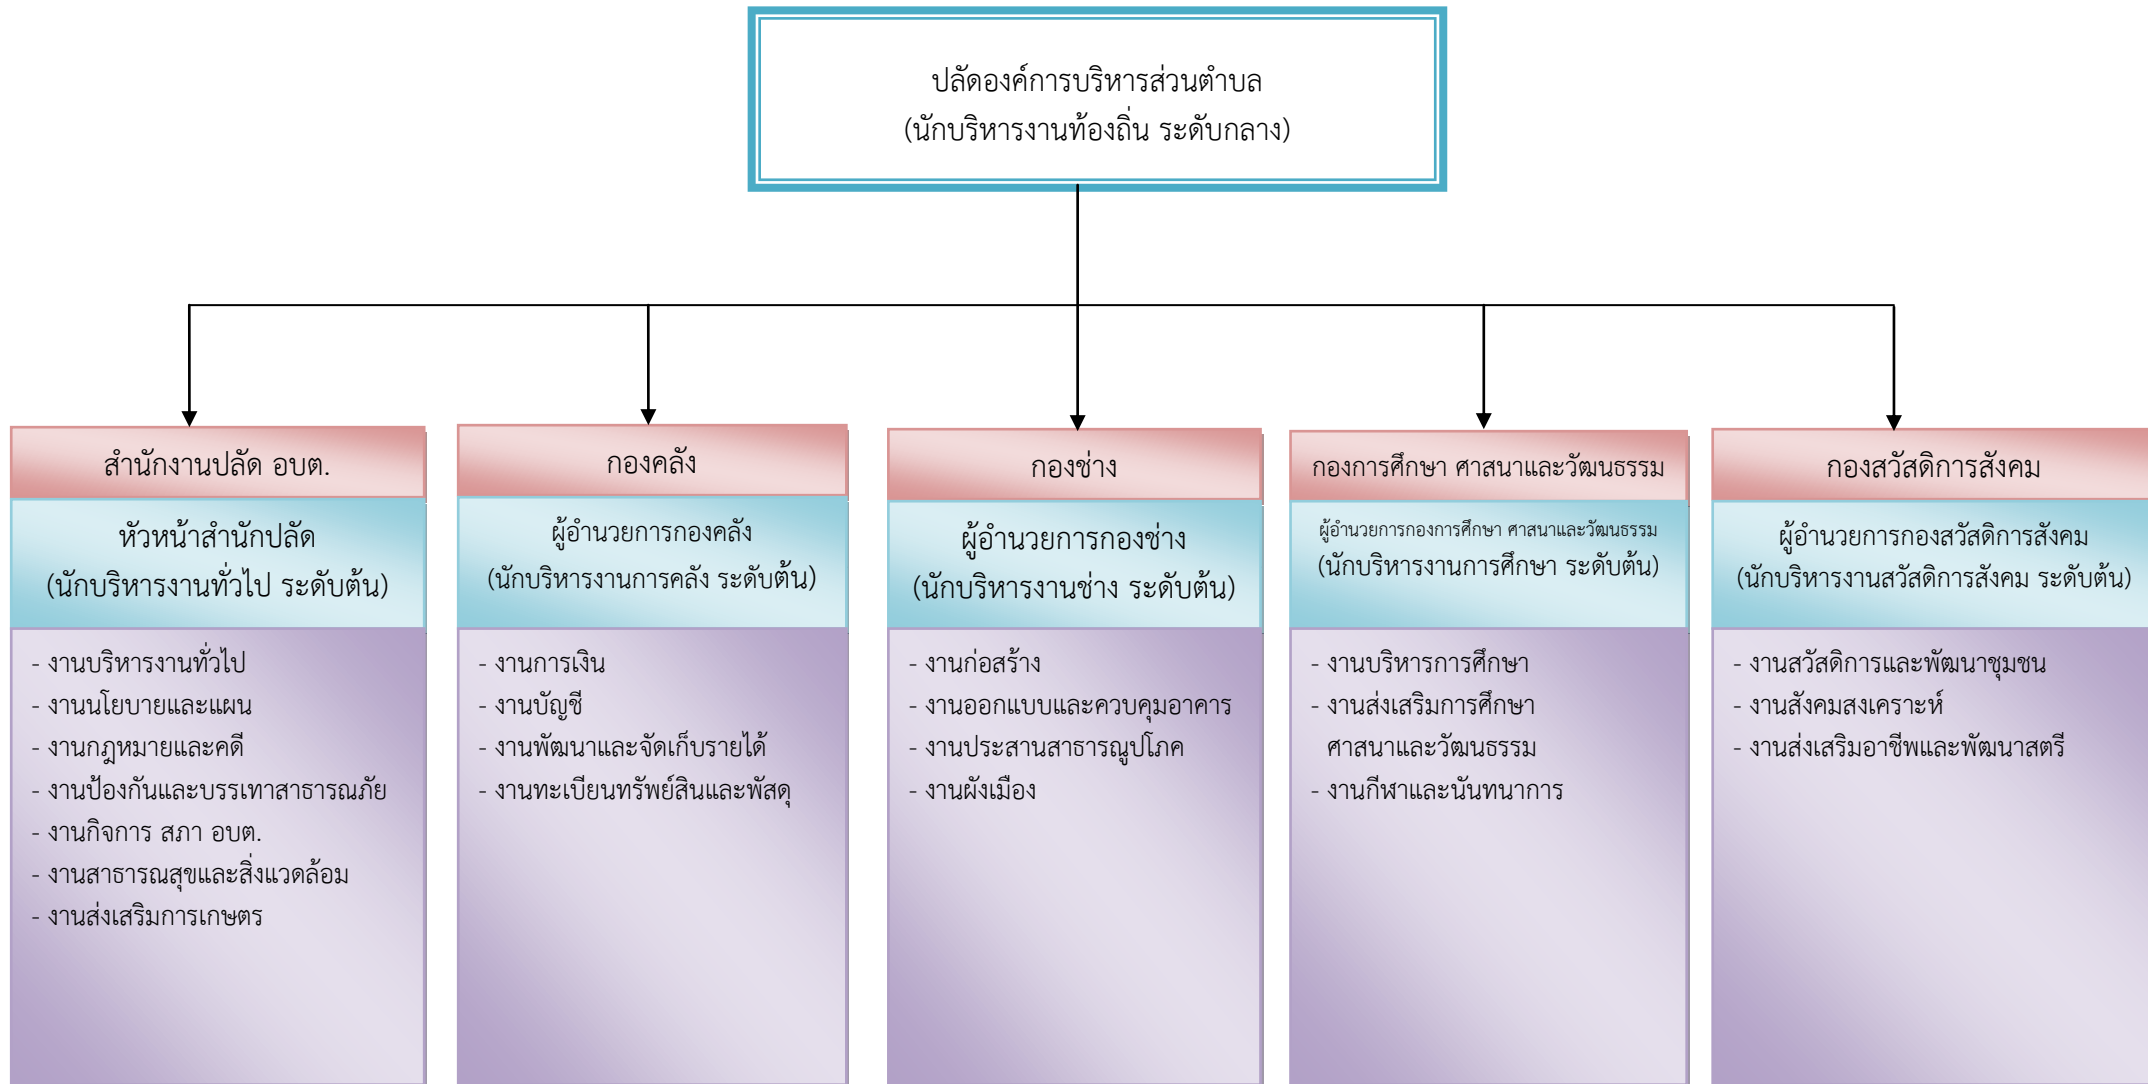 ปลัดองค์การบริหารส่วนตำบล
(นักบริหารงานท้องถิ่น ระดับกลาง)
สำนักงานปลัด อบต.
หัวหน้าสำนักปลัด
(นักบริหารงานทั่วไป ระดับต้น)
- งานบริหารงานทั่วไป
- งานนโยบายและแผน
- งานกฎหมายและคดี
- งานป้องกันและบรรเทาสาธารณภัย
- งานกิจการ สภา อบต.
- งานสาธารณสุขและสิ่งแวดล้อม
- งานส่งเสริมการเกษตร
กองคลัง
ผู้อำนวยการกองคลัง
(นักบริหารงานการคลัง ระดับต้น)
- งานการเงิน
- งานบัญชี
- งานพัฒนาและจัดเก็บรายได้
- งานทะเบียนทรัพย์สินและพัสดุ
กองช่าง
ผู้อำนวยการกองช่าง
(นักบริหารงานช่าง ระดับต้น)
- งานก่อสร้าง
- งานออกแบบและควบคุมอาคาร
- งานประสานสาธารณูปโภค
- งานผังเมือง
กองการศึกษา ศาสนาและวัฒนธรรม
ผู้อำนวยการกองการศึกษา ศาสนาและวัฒนธรรม
(นักบริหารงานการศึกษา ระดับต้น)
- งานบริหารการศึกษา
- งานส่งเสริมการศึกษา
ศาสนาและวัฒนธรรม
- งานกีฬาและนันทนาการ
กองสวัสดิการสังคม
ผู้อำนวยการกองสวัสดิการสังคม
(นักบริหารงานสวัสดิการสังคม ระดับต้น)
- งานสวัสดิการและพัฒนาชุมชน
- งานสังคมสงเคราะห์
- งานส่งเสริมอาชีพและพัฒนาสตรี